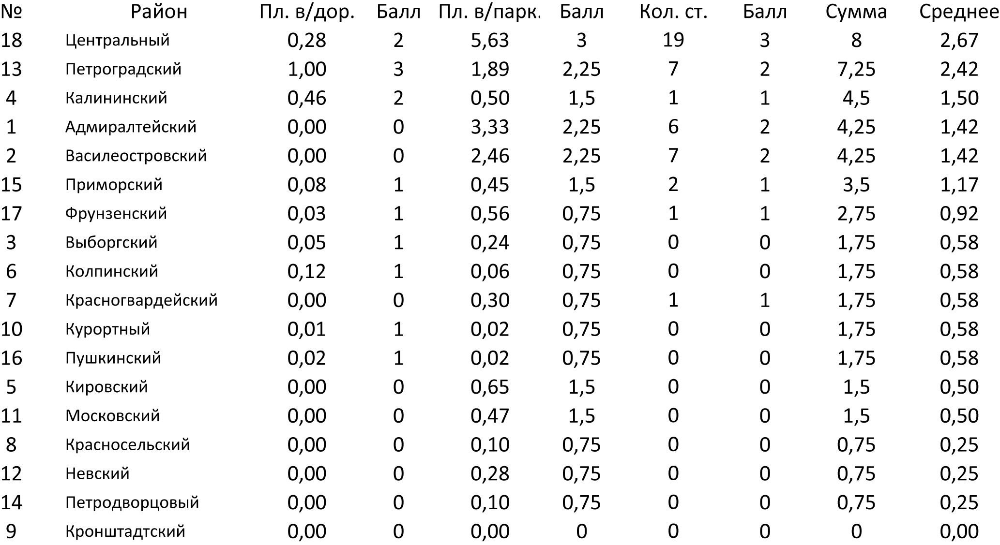 № Район Пл. в/дор. Балл Пл. в/парк. Балл Кол. ст. Балл Сумма Среднее
18 Центральный 0,28 2 5,63 3 19 3 8 2,67
13 Петроградский 1,00 3 1,89 2,25 7 2 7,25 2,42
4 Калининский 0,46 2 0,50 1,5 1 1 4,5 1,50
1 Адмиралтейский 0,00 0 3,33 2,25 6 2 4,25 1,42
2 Василеостровский 0,00 0 2,46 2,25 7 2 4,25 1,42
15 Приморский 0,08 1 0,45 1,5 2 1 3,5 1,17
17 Фрунзенский 0,03 1 0,56 0,75 1 1 2,75 0,92
3 Выборгский 0,05 1 0,24 0,75 0 0 1,75 0,58
6 Колпинский 0,12 1 0,06 0,75 0 0 1,75 0,58
7 Красногвардейский 0,00 0 0,30 0,75 1 1 1,75 0,58
10 Курортный 0,01 1 0,02 0,75 0 0 1,75 0,58
16 Пушкинский 0,02 1 0,02 0,75 0 0 1,75 0,58
5 Кировский 0,00 0 0,65 1,5 0 0 1,5 0,50
11 Московский 0,00 0 0,47 1,5 0 0 1,5 0,50
8 Красносельский 0,00 0 0,10 0,75 0 0 0,75 0,25
12 Невский 0,00 0 0,28 0,75 0 0 0,75 0,25
14 Петродворцовый 0,00 0 0,10 0,75 0 0 0,75 0,25
9 Кронштадтский 0,00 0 0,00 0 0 0 0 0,00